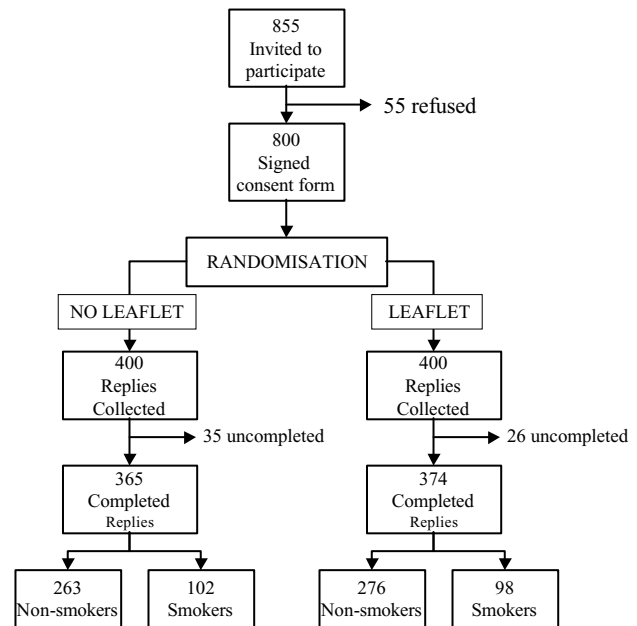 855
Invited to
participate
55 refused
800
Signed
consent form
RANDOMISATION
NO LEAFLET
LEAFLET
400
Replies
Collected
400
Replies
Collected
35 uncompleted
26 uncompleted
365
Completed
Replies
374
Completed
Replies
263
Non-smokers
102
Smokers
276
Non-smokers
98
Smokers